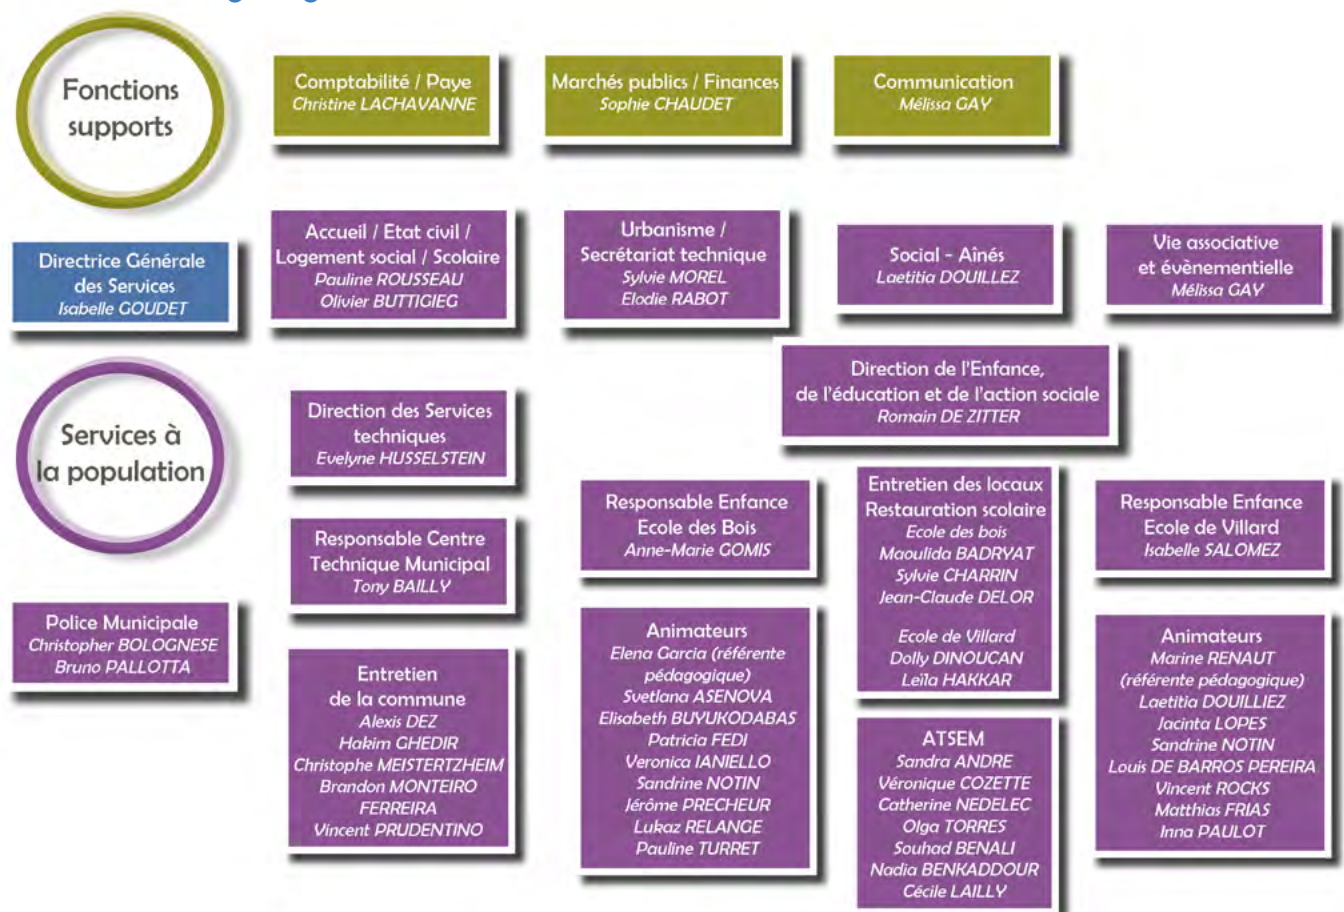 Fonctions
supports
Comptabilité / Paye
Christine LACHAVANNE
Marchés publics / Finances
Sophie CHAUDET
Communication
Mélissa GAY
Directrice Générale
des Services
Isabelle GOUDET
Accueil / Etat civil /
Logement social / Scolaire
Pauline ROUSSEAU
Olivier BUTTIGIEG
Urbanisme /
Secrétariat technique
Sylvie MOREL
Elodie RABOT
Social - Aînés
Laetitia DOUILLEZ
Vie associative
et évènementielle
Mélissa GAY
Direction de l'Enfance,
de l'éducation et de l'action sociale
Romain DE ZITTER
Services à
la population
Direction des Services
techniques
Evelyne HUSSELSTEIN
Responsable Centre
Technique Municipal
Tony BAILLY
Police Municipale
Christopher BOLOGNESE
Bruno PALLOTTA
Entretien
de la commune
Alexis DEZ
Hakim GHEDIR
Christophe MEISTERTZHEIM
Brandon MONTEIRO
FERREIRA
Vincent PRUDENTINO
Responsable Enfance
Ecole des Bois
Anne-Marie GOMIS
Animateurs
Elena Garcia (référente
pédagogique)
Svetlana ASENOVA
Elisabeth BUYUKODABAS
Patricia FEDI
Veronica IANIELLO
Sandrine NOTIN
Jérôme PRECHEUR
Lukaz RELANGE
Pauline TURRET
Entretien des locaux
Restauration scolaire
Ecole des bois
Maoulida BADRYAT
Sylvie CHARRIN
Jean-Claude DELOR
Ecole de Villard
Dolly DINOUCAN
Leïla HAKKAR
ATSEM
Sandra ANDRE
Véronique COZETTE
Catherine NEDELEC
Olga TORRES
Souhad BENALI
Nadia BENKADDOUR
Cécile LAILLY
Responsable Enfance
Ecole de Villard
Isabelle SALOMEZ
Animateurs
Marine RENAUT
(référente pédagogique)
Laetitia DOUILLIEZ
Jacinta LOPES
Sandrine NOTIN
Louis DE BARROS PEREIRA
Vincent ROCKS
Matthias FRIAS
Inna PAULOT